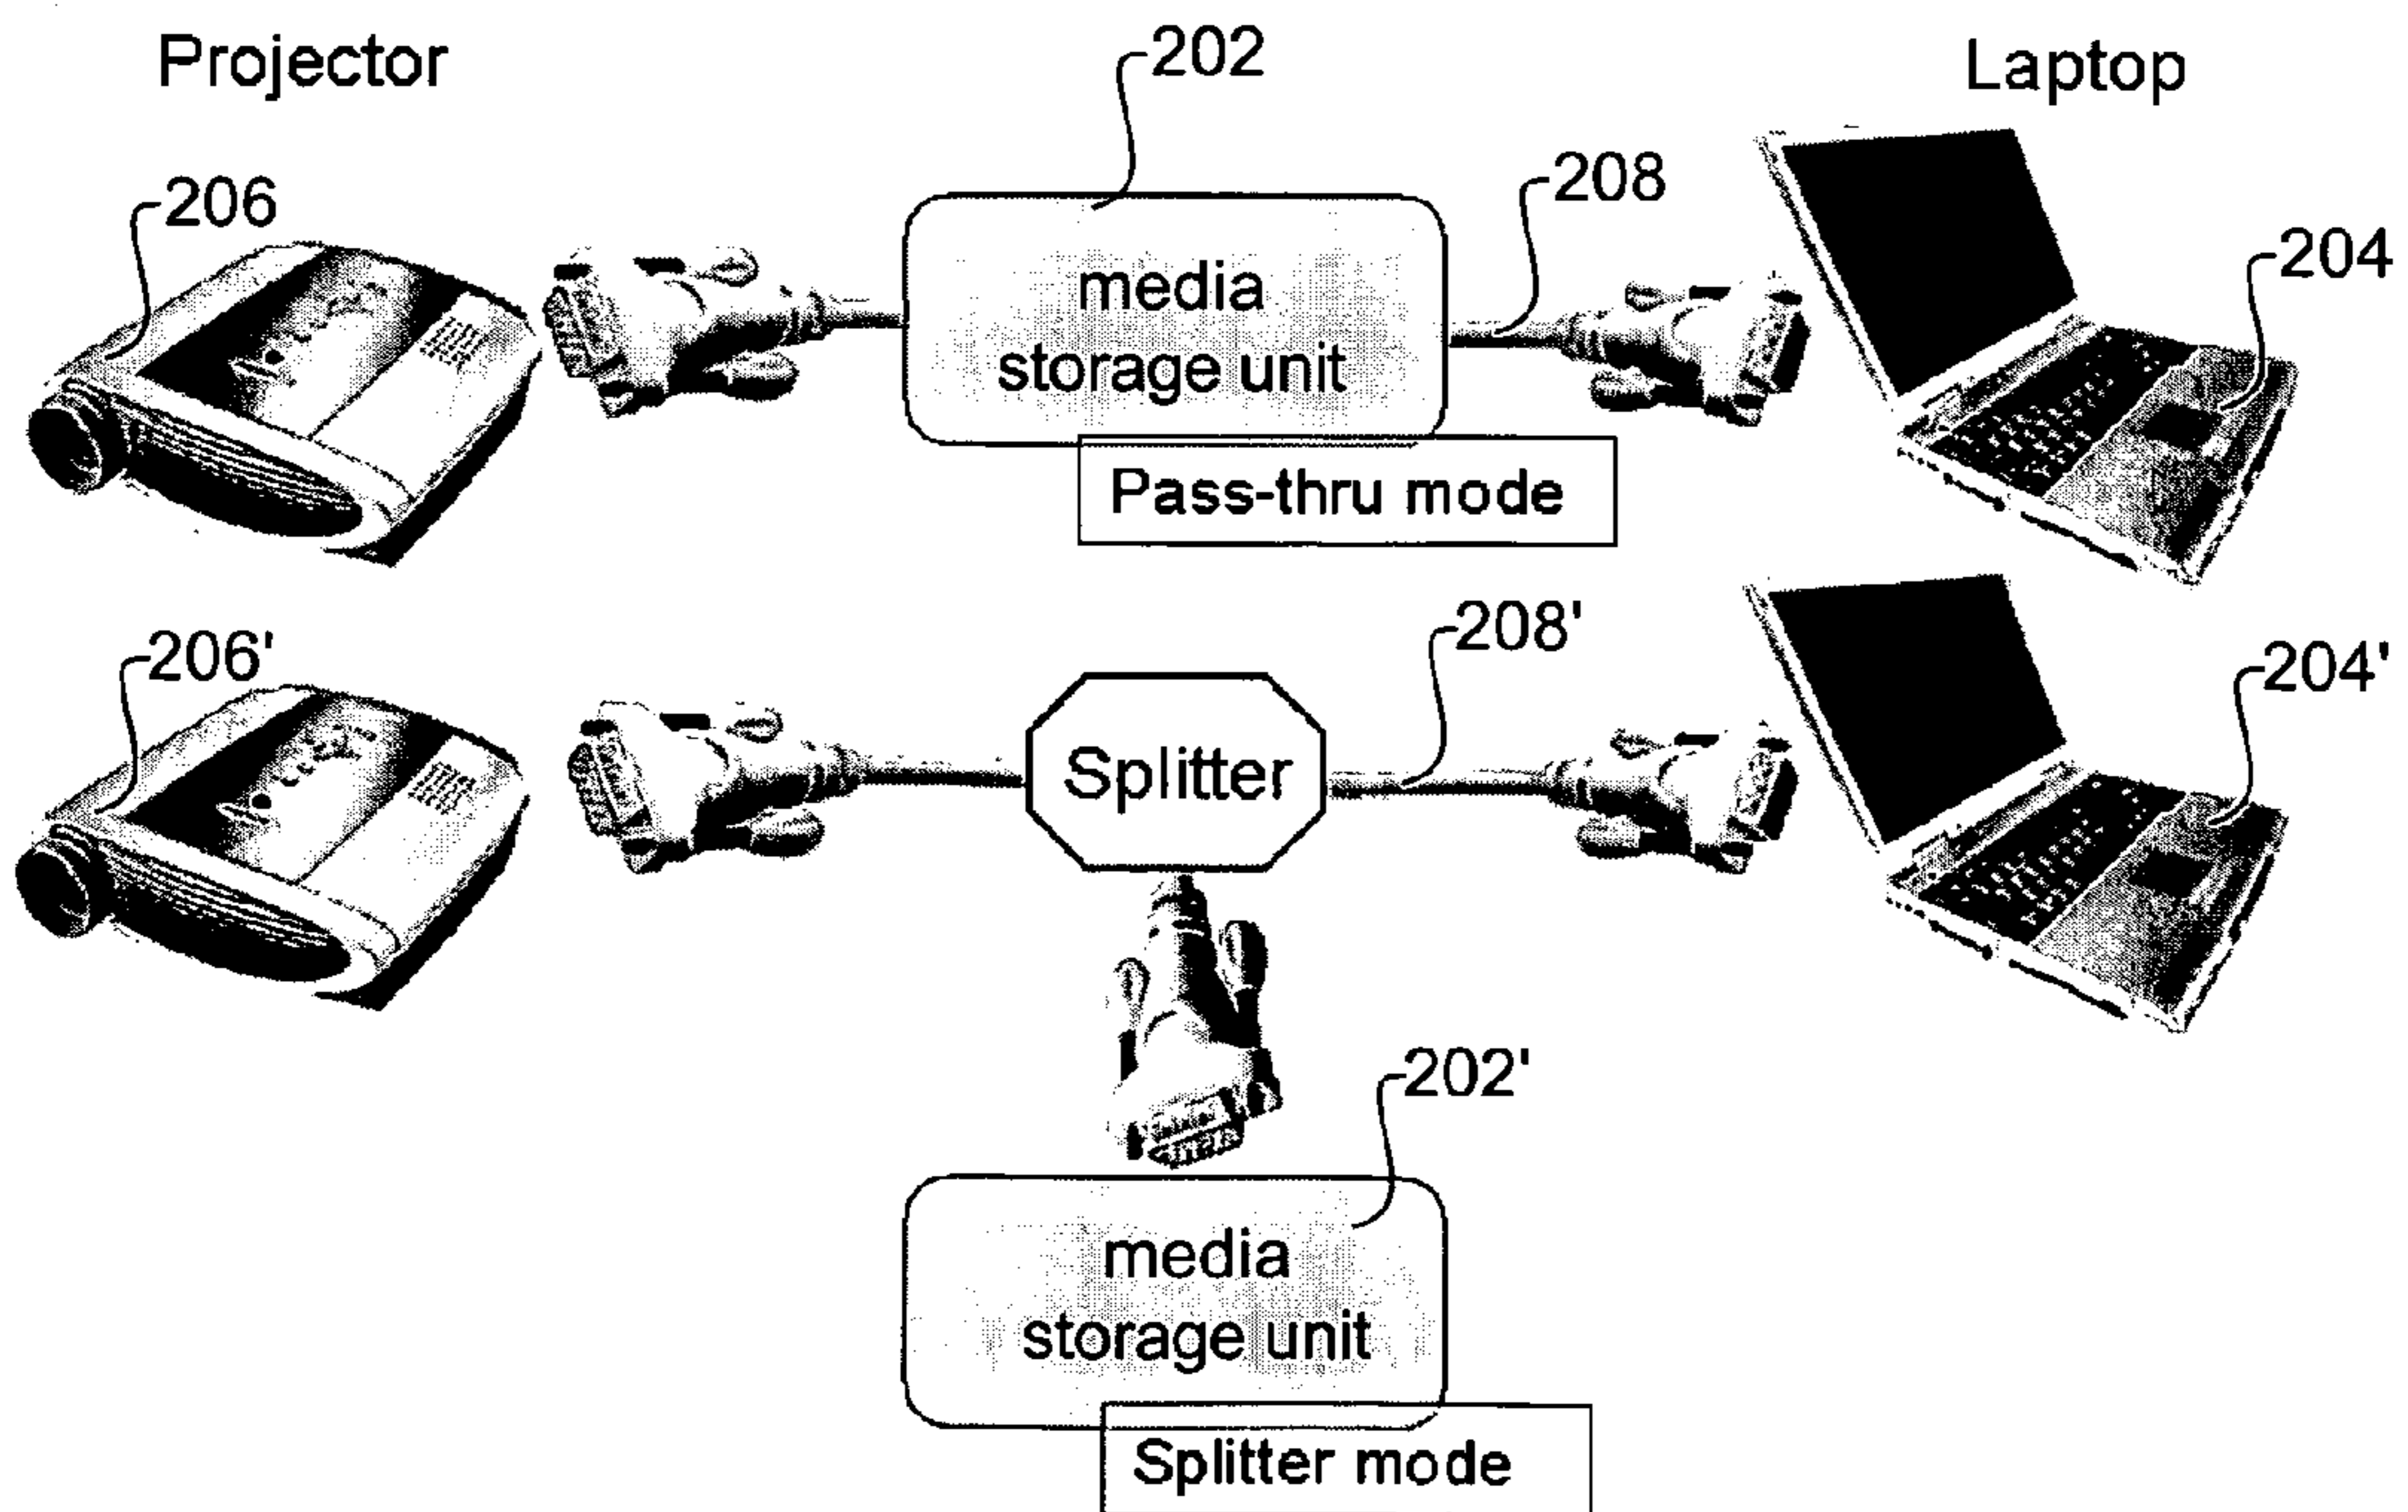 Projector
202
Laptop
206
208
204
media
storage unit
Pass-thru mode
206'
208'
204'
Splitter
202'
media
storage unit
Splitter mode